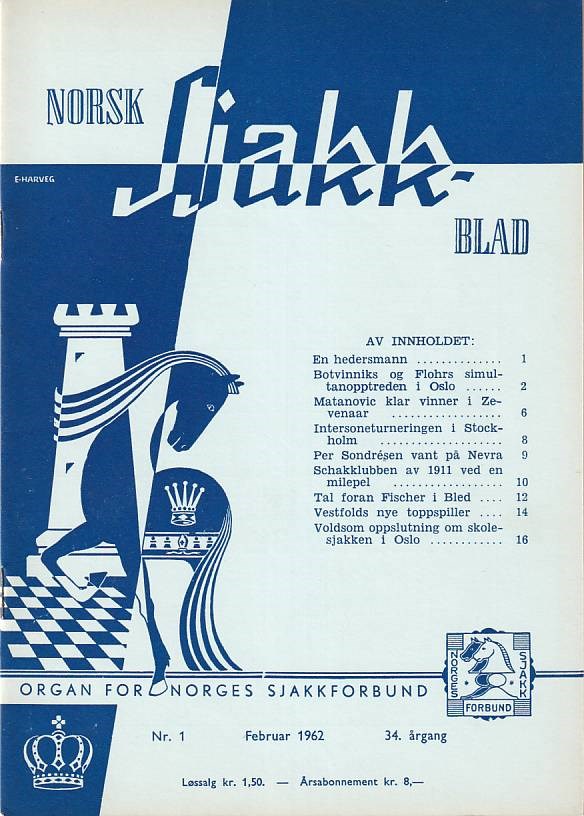 NORSK
Sjakk-
E-HARVEG
BLAD
AV INNHOLDET:
En hedersmann .............. 1
Botvinniks og Flohrs simul-
tanopptreden i Oslo ...... 2
Matanovic klar vinner i Ze-
venaar .................. 6
Intersoneturneringen i Stock-
holm .................... 8
Per Sondrésen vant på Nevra 9
Schakklubben av 1911 ved en
milepel .................. 10
Tal foran Fischer i Bled .... 12
Vestfolds nye toppspiller .... 14
Voldsom oppslutning om skole-
sjakken i Oslo ............ 16
NORGES
SJAKK
FORBUND
ORGAN FOR NORGES SJAKKFORBUND
Nr. 1 Februar 1962 34. årgang
Løssalg kr. 1,50. — Årsabonnement kr. 8,—